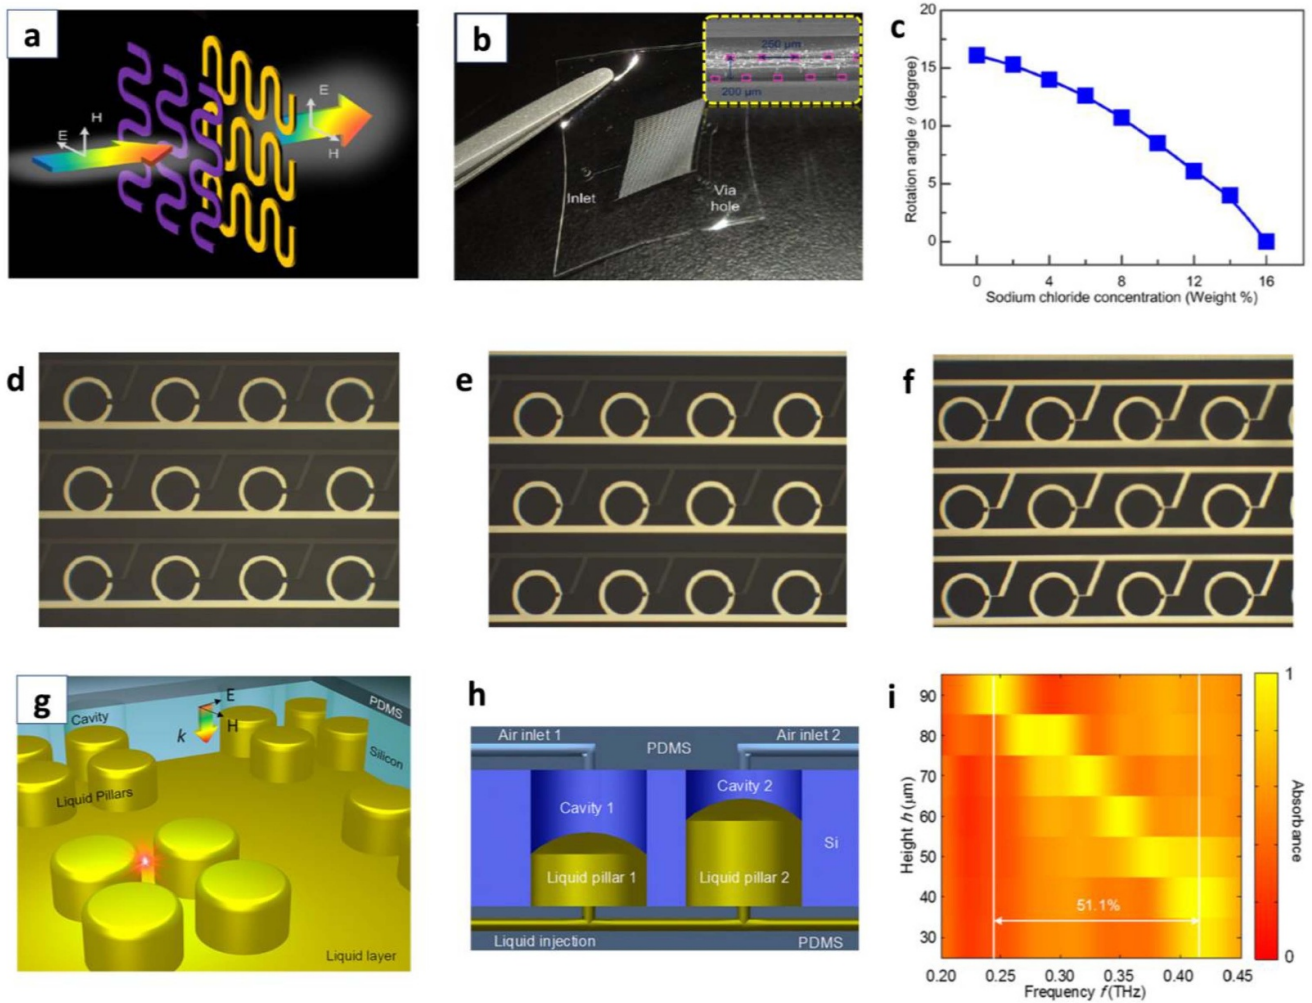 a
E
H
E
H
b
250 μm
200 μm
Inlet
Via
hole
c
20
15
10
5
0
Rotation angle θ (degree)
0
4
8
12
16
Sodium chloride concentration (Weight %)
d
e
f
g
Cavity
E
H
k
PDMS
Silicon
Liquid Pillars
Liquid layer
h
Air inlet 1
PDMS
Air inlet 2
Cavity 1
Cavity 2
Si
Liquid pillar 1
Liquid pillar 2
Liquid injection
PDMS
i
90
80
70
60
50
40
30
Height h (μm)
51.1%
0.20
0.25
0.30
0.35
0.40
0.45
Frequency f (THz)
1
0
Absorbance